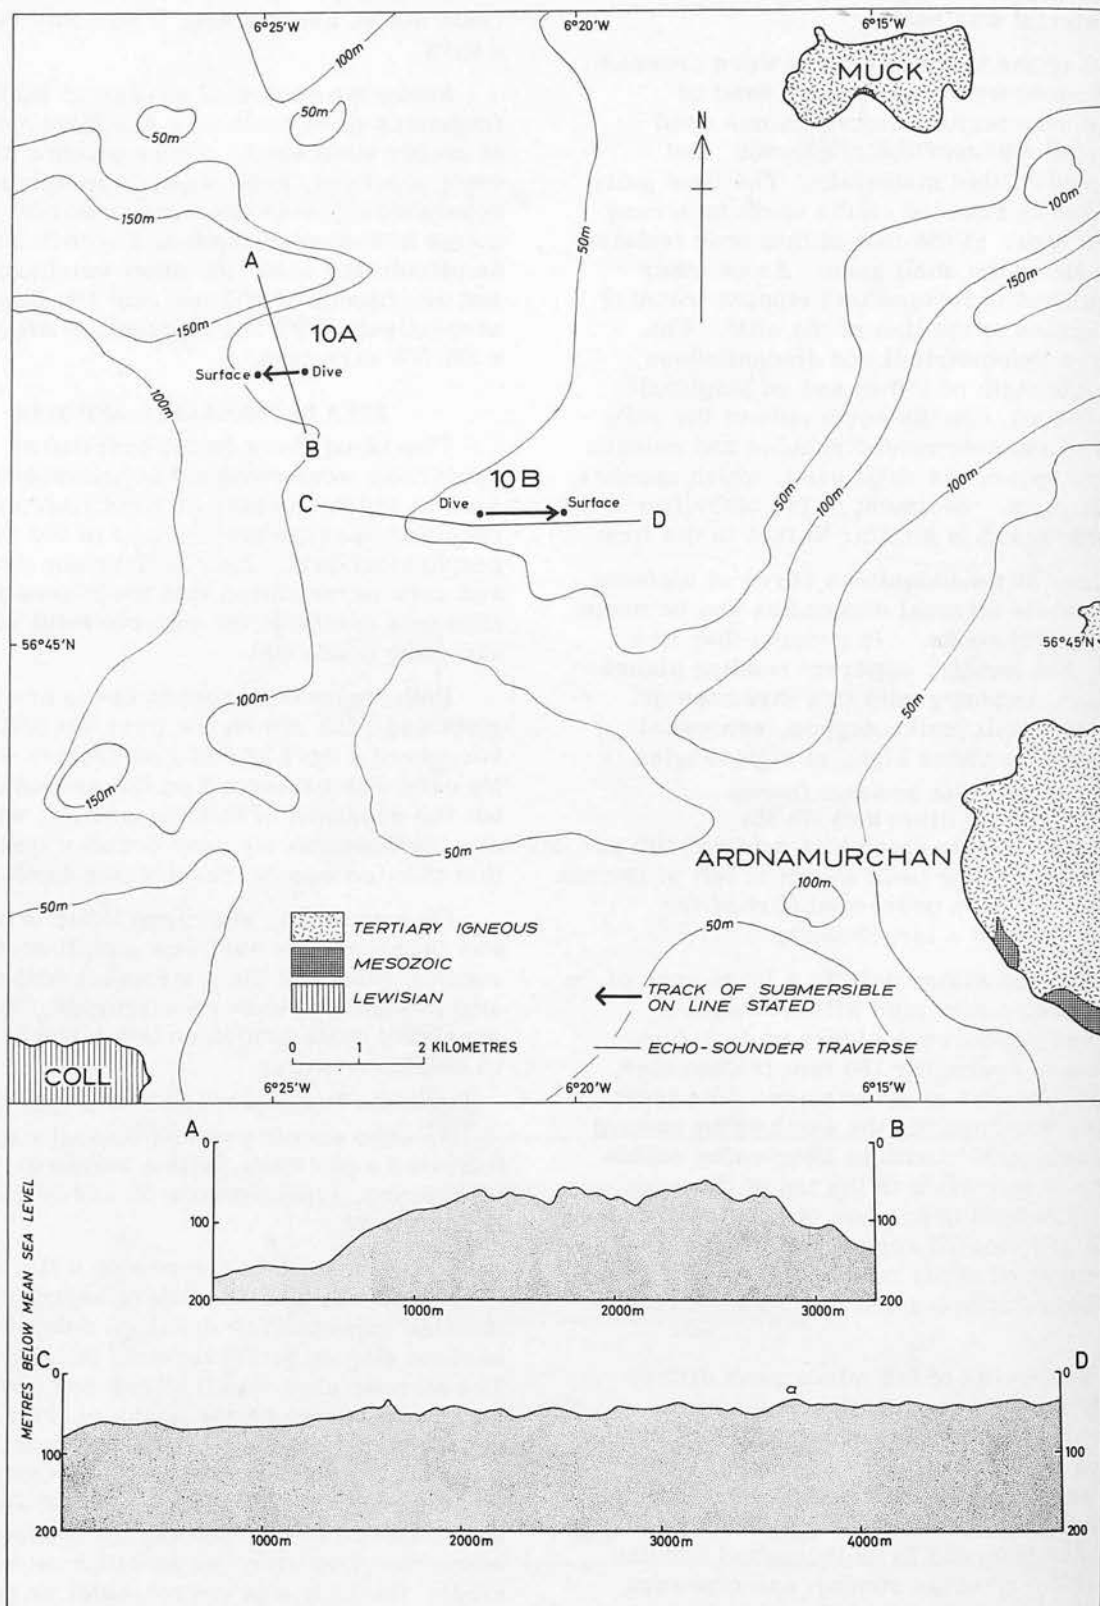 6°25'W
6°20'W
6°15'W
100m
MUCK
50m
50m
N
150m
100m
50m
150m
A
150m
10A
100m
Surface
Dive
B
100m
50m
100m
10B
C
Dive
Surface
D
50m
100m
56°45'N
56°45'N
50m
100m
150m
50m
ARDNAMURCHAN
100m
50m
50m
TERTIARY IGNEOUS
MESOZOIC
LEWISIAN
TRACK OF SUBMERSIBLE
ON LINE STATED
0 1 2 KILOMETRES
ECHO-SOUNDER TRAVERSE
COLL
6°25'W
6°20'W
6°15'W
METRES BELOW MEAN SEA LEVEL
A
B
0
0
100
100
200
200
1000m
2000m
3000m
C
D
0
0
a
100
100
200
200
1000m
2000m
3000m
4000m